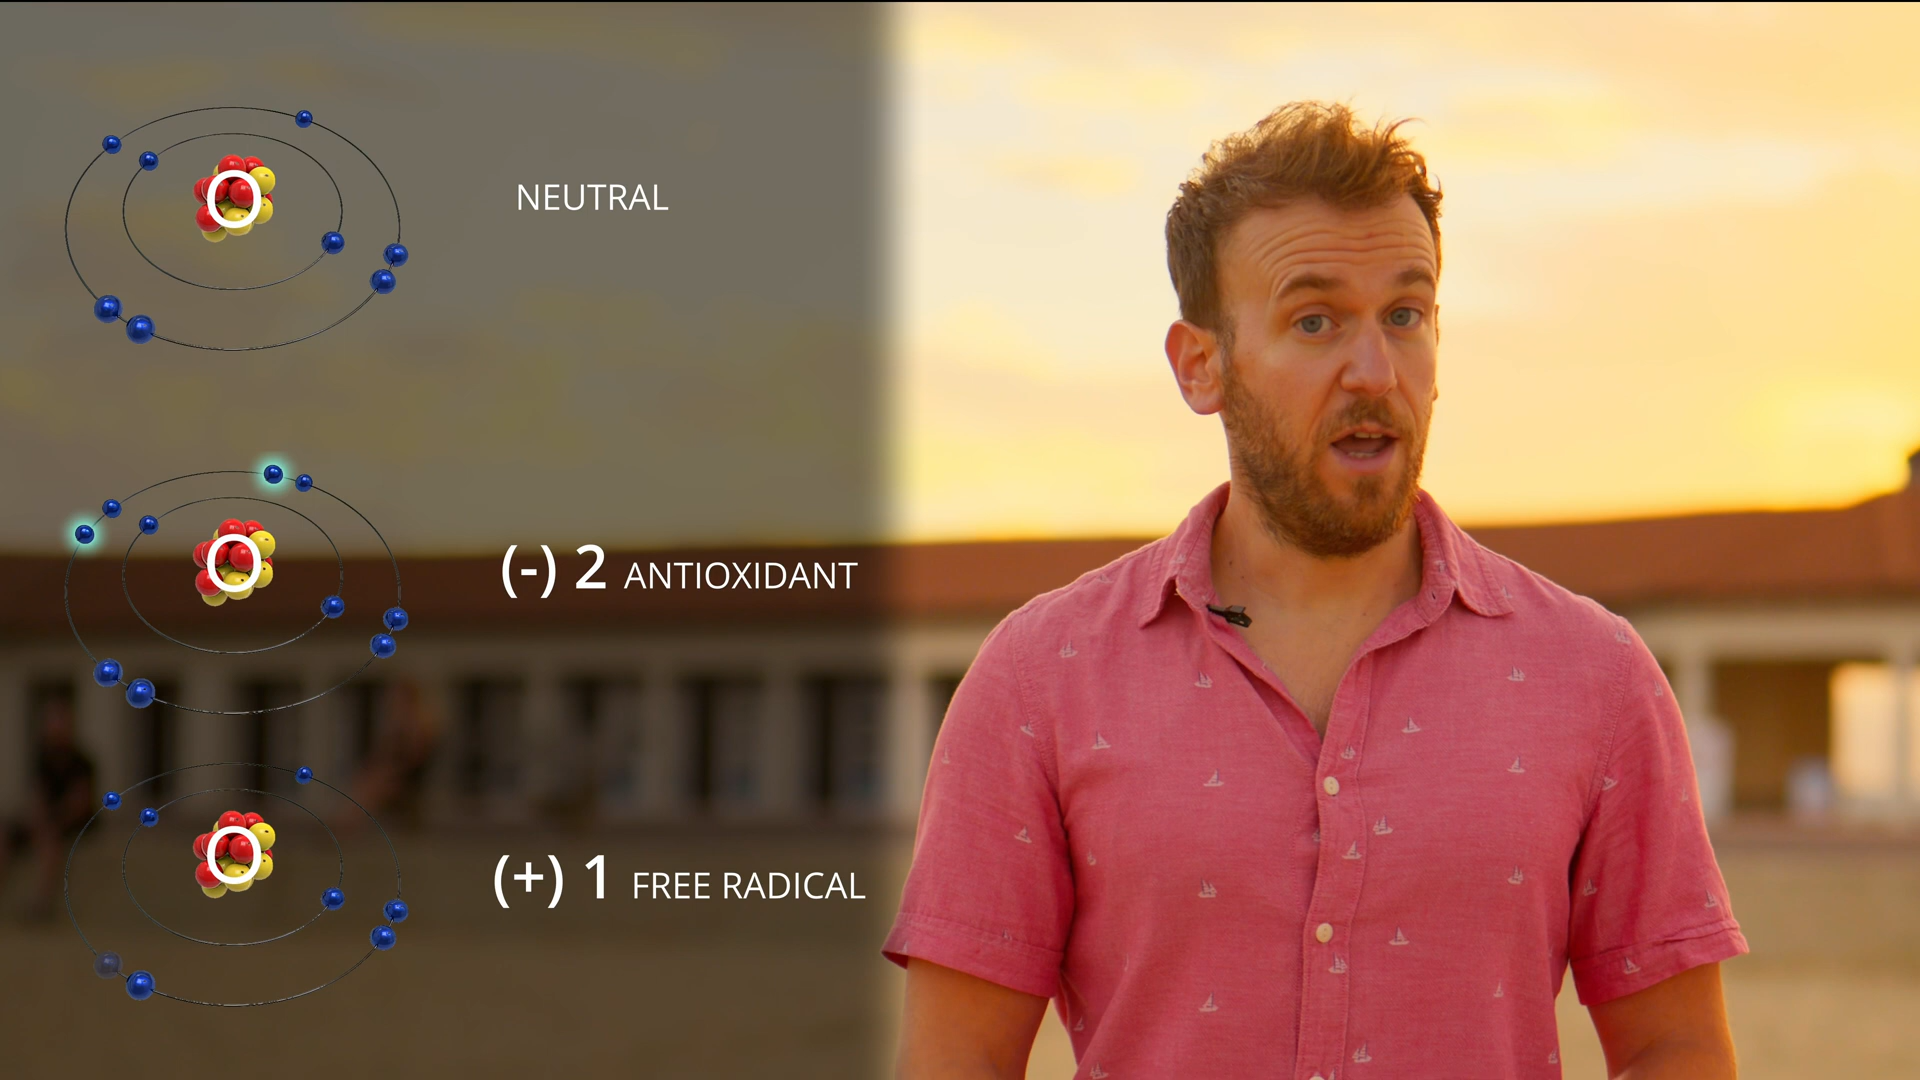 O
NEUTRAL
O
(-) 2 ANTIOXIDANT
O
(+) 1 FREE RADICAL